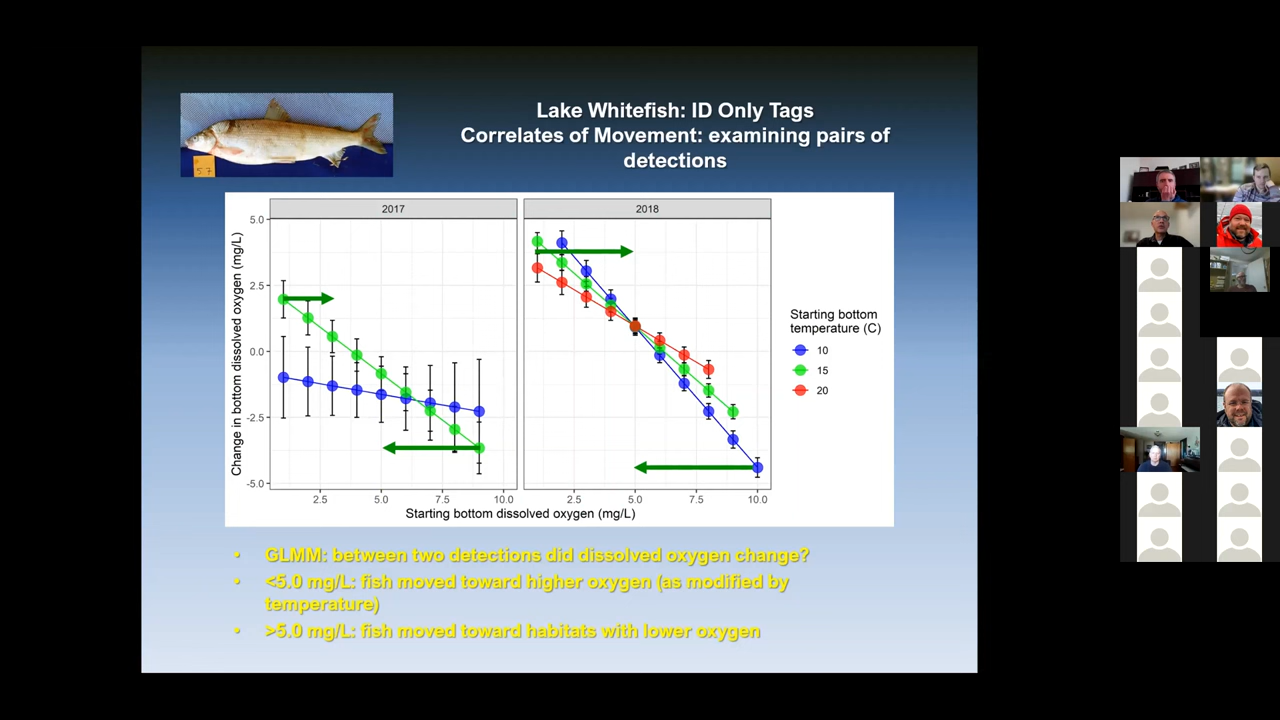 Lake Whitefish: ID Only Tags
Correlates of Movement: examining pairs of
detections
57
2017
2018
Change in bottom dissolved oxygen (mg/L)
5.0
2.5
0.0
-2.5
-5.0
2.5
5.0
7.5
10.0
2.5
5.0
7.5
10.0
Starting bottom dissolved oxygen (mg/L)
Starting bottom
temperature (C)
10
15
20
• GLMM: between two detections did dissolved oxygen change?
• <5.0 mg/L: fish moved toward higher oxygen (as modified by
temperature)
• >5.0 mg/L: fish moved toward habitats with lower oxygen